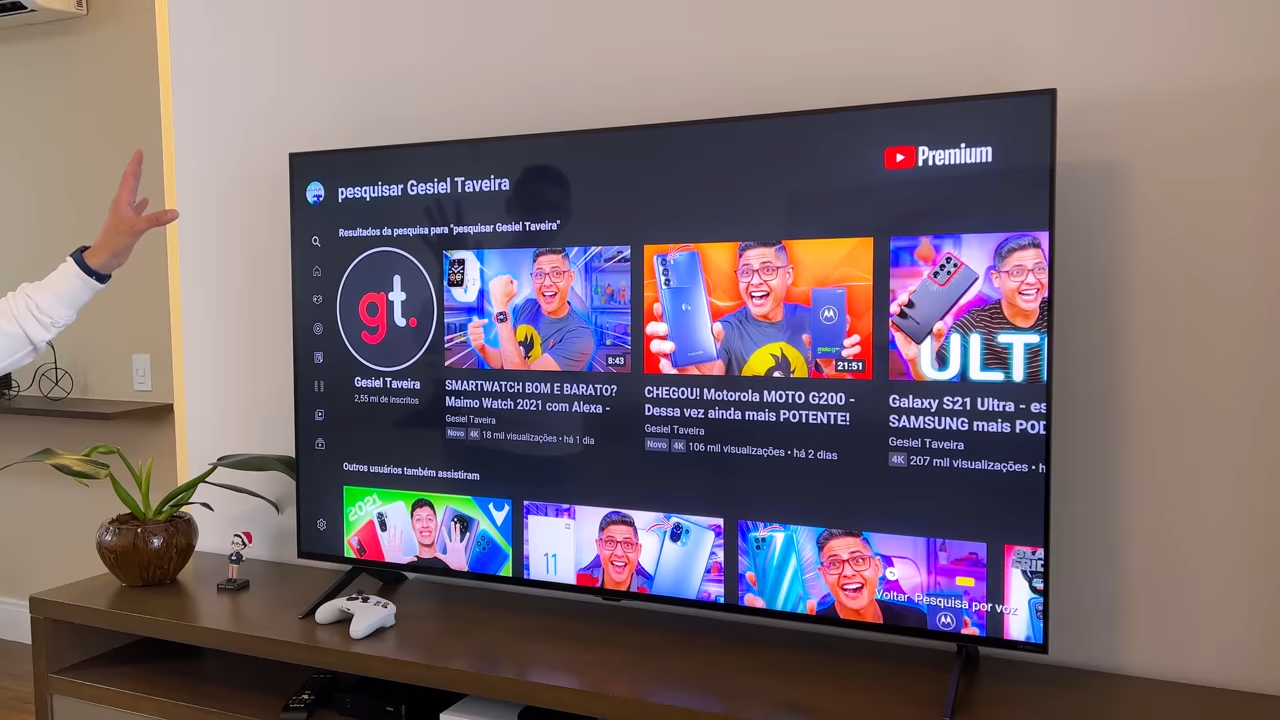 Premium
pesquisar Gesiel Taveira
Resultados da pesquisa para "pesquisar Gesiel Taveira"
gt.
8:43
21:51
ULT
Gesiel Taveira
2,55 mi de inscritos
SMARTWATCH BOM E BARATO?
Maimo Watch 2021 com Alexa -
Gesiel Taveira
Novo 4K 18 mil visualizações • há 1 dia
CHEGOU! Motorola MOTO G200 -
Dessa vez ainda mais POTENTE!
Gesiel Taveira
Novo 4K 106 mil visualizações • há 2 dias
Galaxy S21 Ultra - es
SAMSUNG mais POD
Gesiel Taveira
4K 207 mil visualizações • h
Outros usuários também assistiram
2021
11
Voltar Pesquisa por voz